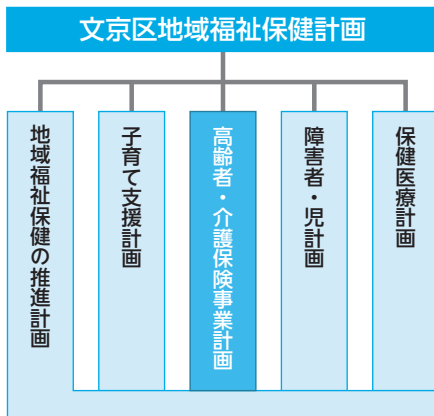 文京区地域福祉保健計画
地域福祉保健の推進計画
子育て支援計画
高齢者・介護保険事業計画
障害者・児計画
保健医療計画